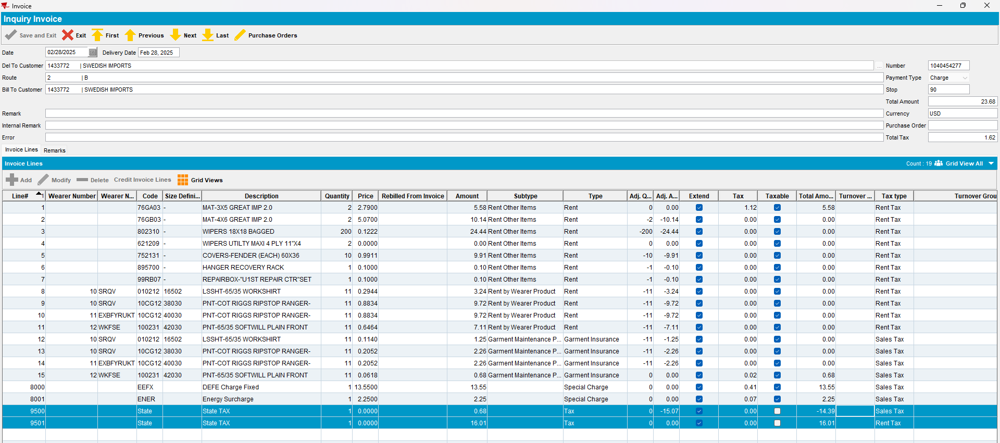 Invoice
Inquiry Invoice
Save and Exit Exit First Previous Next Last Purchase Orders
Date 02/28/2025 16 Delivery Date Feb 28, 2025
Del To Customer 1433772 | SWEDISH IMPORTS ... Number 1040454277
Route 2 | B Payment Type Charge
Bill To Customer 1433772 | SWEDISH IMPORTS Stop 90
Total Amount 23.68
Remark Currency USD
Internal Remark Purchase Order
Error Total Tax 1.62
Invoice Lines Remarks
Invoice Lines Count : 19 Grid View All
Add Modify Delete Credit Invoice Lines Grid Views
Line# 1 Wearer Number Wearer N... Code Size Defini... Description Quantity Price Rebilled From Invoice Amount Subtype Type Adj. Q... Adj. A... Extend Tax Taxable Total Amo... Turnover ... Tax type Turnover Grou
1 76GA03 - MAT-3X5 GREAT IMP 2.0 2 2.7900 5.58 Rent Other Items Rent 0 0.00 1.12 5.58 Rent Tax
2 76GB03 - MAT-4X6 GREAT IMP 2.0 2 5.0700 10.14 Rent Other Items Rent -2 -10.14 0.00 0.00 Rent Tax
3 802310 - WIPERS 18X18 BAGGED 200 0.1222 24.44 Rent Other Items Rent -200 -24.44 0.00 0.00 Rent Tax
4 621209 - WIPERS UTILTY MAXI 4 PLY 11"X4 2 0.0000 0.00 Rent Other Items Rent 0 0.00 0.00 0.00 Rent Tax
5 752131 - COVERS-FENDER (EACH) 60X36 10 0.9911 9.91 Rent Other Items Rent -10 -9.91 0.00 0.00 Rent Tax
6 895700 - HANGER RECOVERY RACK 1 0.1000 0.10 Rent Other Items Rent -1 -0.10 0.00 0.00 Rent Tax
7 99RB07 - REPAIRBOX-"U1ST REPAIR CTR"SET 1 0.1000 0.10 Rent Other Items Rent -1 -0.10 0.00 0.00 Rent Tax
8 10 SRQV 010212 16502 LSSHT-65/35 WORKSHIRT 11 0.2944 3.24 Rent by Wearer Product Rent -11 -3.24 0.00 0.00 Rent Tax
9 10 SRQV 10CG12 38030 PNT-COT RIGGS RIPSTOP RANGER- 11 0.8834 9.72 Rent by Wearer Product Rent -11 -9.72 0.00 0.00 Rent Tax
10 11 EXBFYRUKT 10CG12 40030 PNT-COT RIGGS RIPSTOP RANGER- 11 0.8834 9.72 Rent by Wearer Product Rent -11 -9.72 0.00 0.00 Rent Tax
11 12 WKFSE 100231 42030 PNT-65/35 SOFTWILL PLAIN FRONT 11 0.6464 7.11 Rent by Wearer Product Rent -11 -7.11 0.00 0.00 Rent Tax
12 10 SRQV 010212 16502 LSSHT-65/35 WORKSHIRT 11 0.1140 1.25 Garment Maintenance P... Garment Insurance -11 -1.25 0.00 0.00 Sales Tax
13 10 SRQV 10CG12 38030 PNT-COT RIGGS RIPSTOP RANGER- 11 0.2052 2.26 Garment Maintenance P... Garment Insurance -11 -2.26 0.00 0.00 Sales Tax
14 11 EXBFYRUKT 10CG12 40030 PNT-COT RIGGS RIPSTOP RANGER- 11 0.2052 2.26 Garment Maintenance P... Garment Insurance -11 -2.26 0.00 0.00 Sales Tax
15 12 WKFSE 100231 42030 PNT-65/35 SOFTWILL PLAIN FRONT 11 0.0618 0.68 Garment Maintenance P... Garment Insurance 0 0.00 0.02 0.68 Sales Tax
8000 EEFX DEFE Charge Fixed 1 13.5500 13.55 Special Charge 0 0.00 0.41 13.55 Sales Tax
8001 ENER Energy Surcharge 1 2.2500 2.25 Special Charge 0 0.00 0.07 2.25 Sales Tax
9500 State State TAX 1 0.0000 0.68 Tax 0 -15.07 0.00 -14.39 Sales Tax
9501 State State TAX 1 0.0000 16.01 Tax 0 0.00 0.00 16.01 Rent Tax